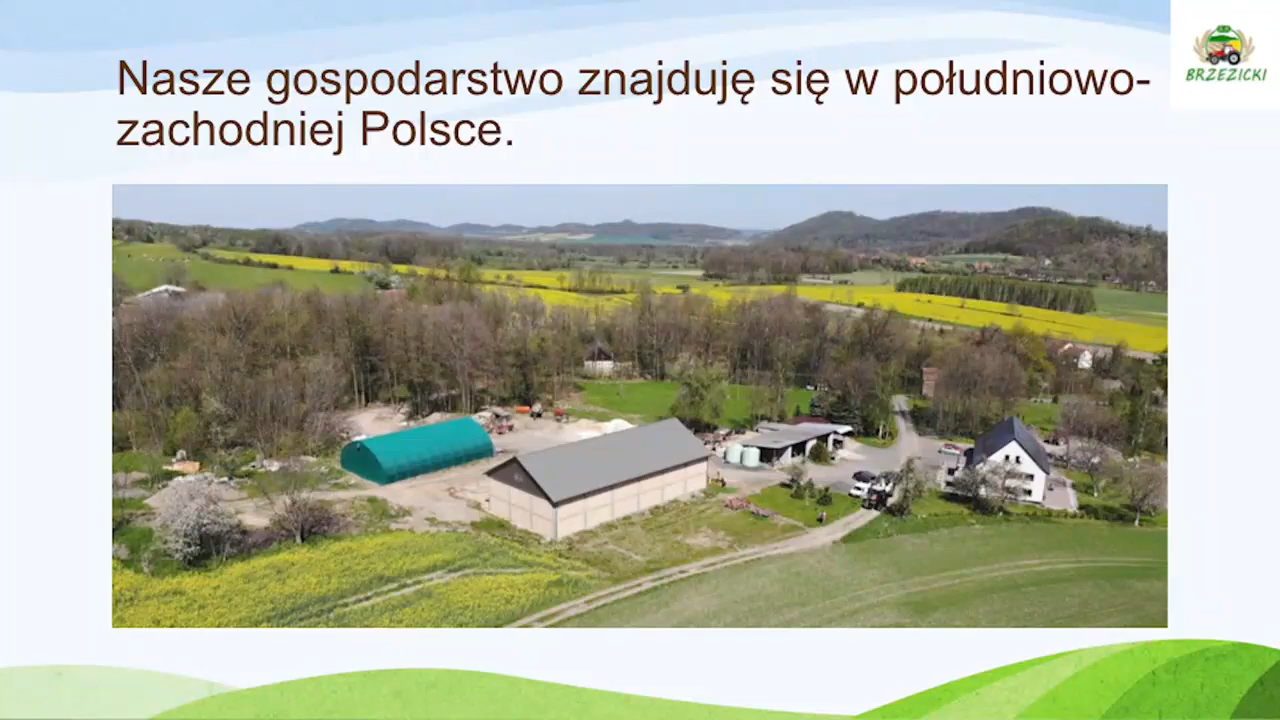 Nasze gospodarstwo znajduję się w południowo-
zachodniej Polsce.
BRZEZICKI